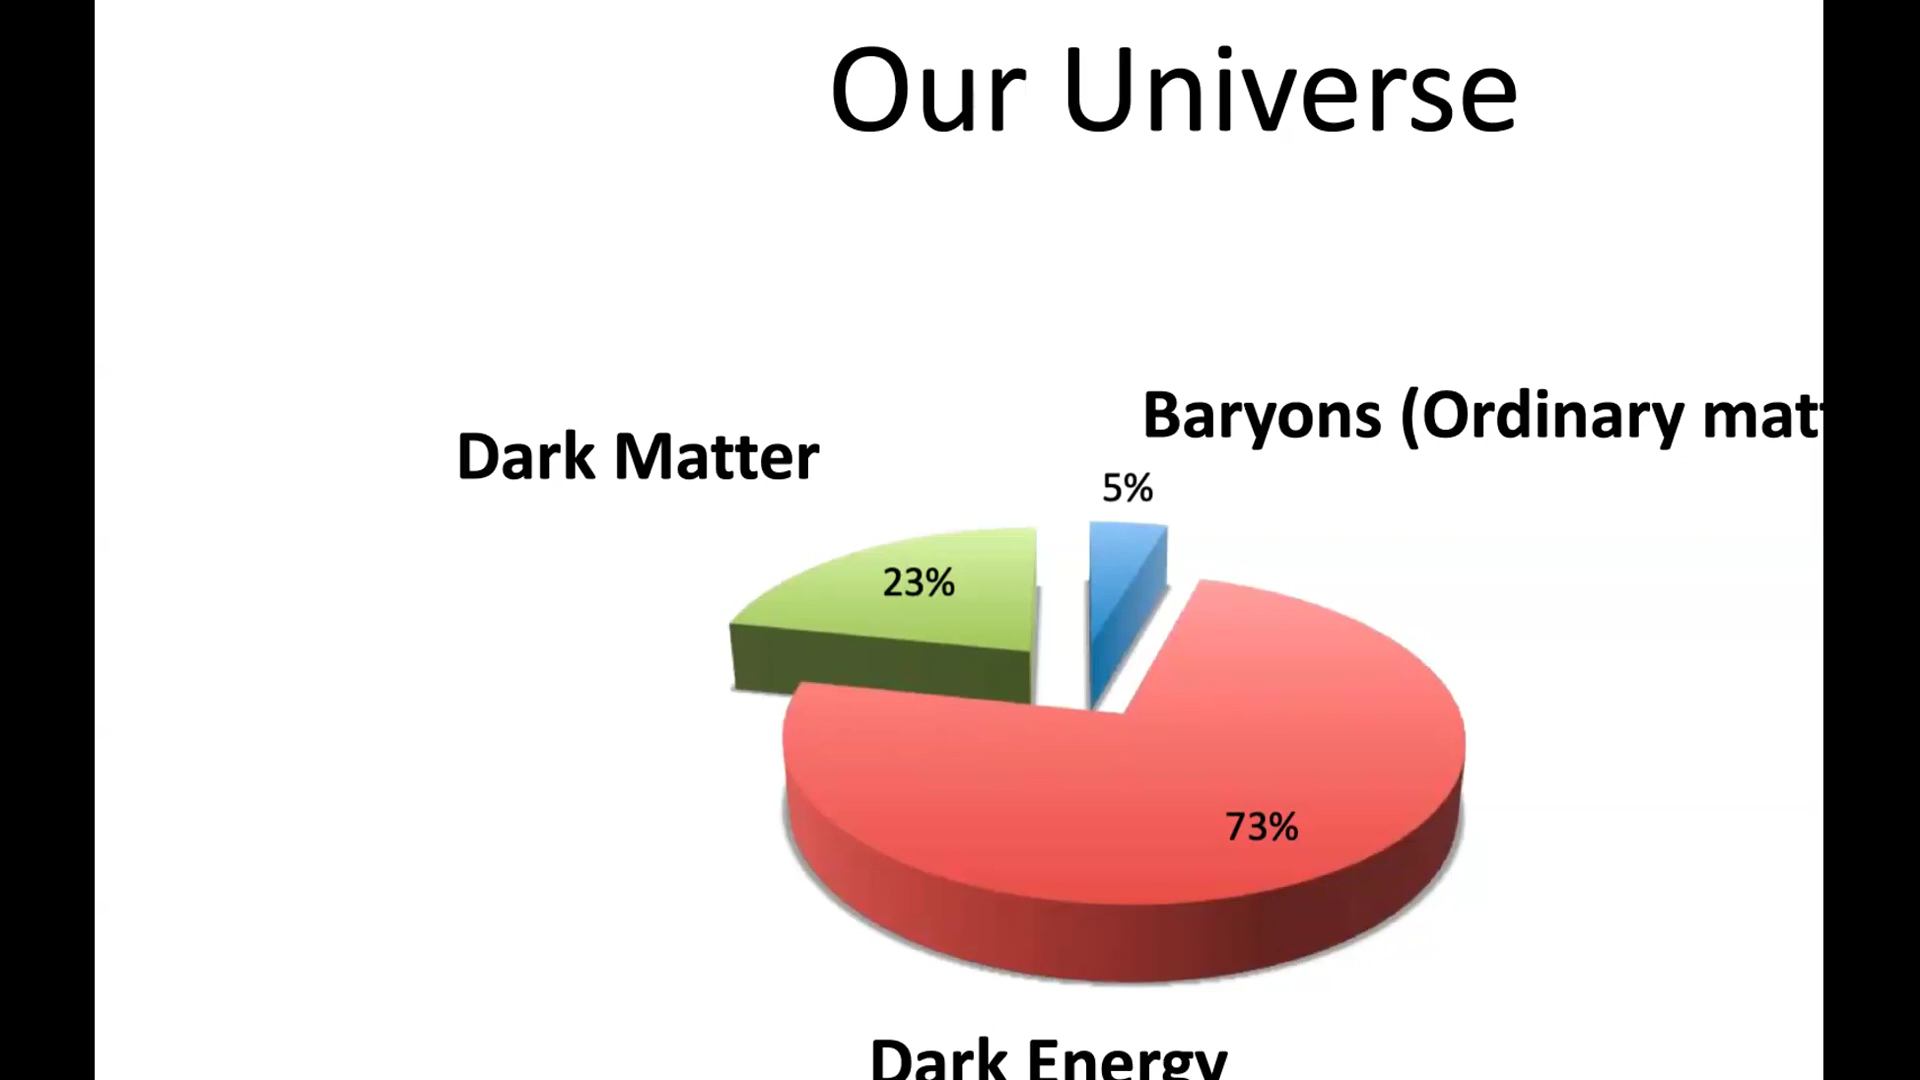 Our Universe
Baryons (Ordinary mat
Dark Matter
5%
23%
73%
Dark Energy